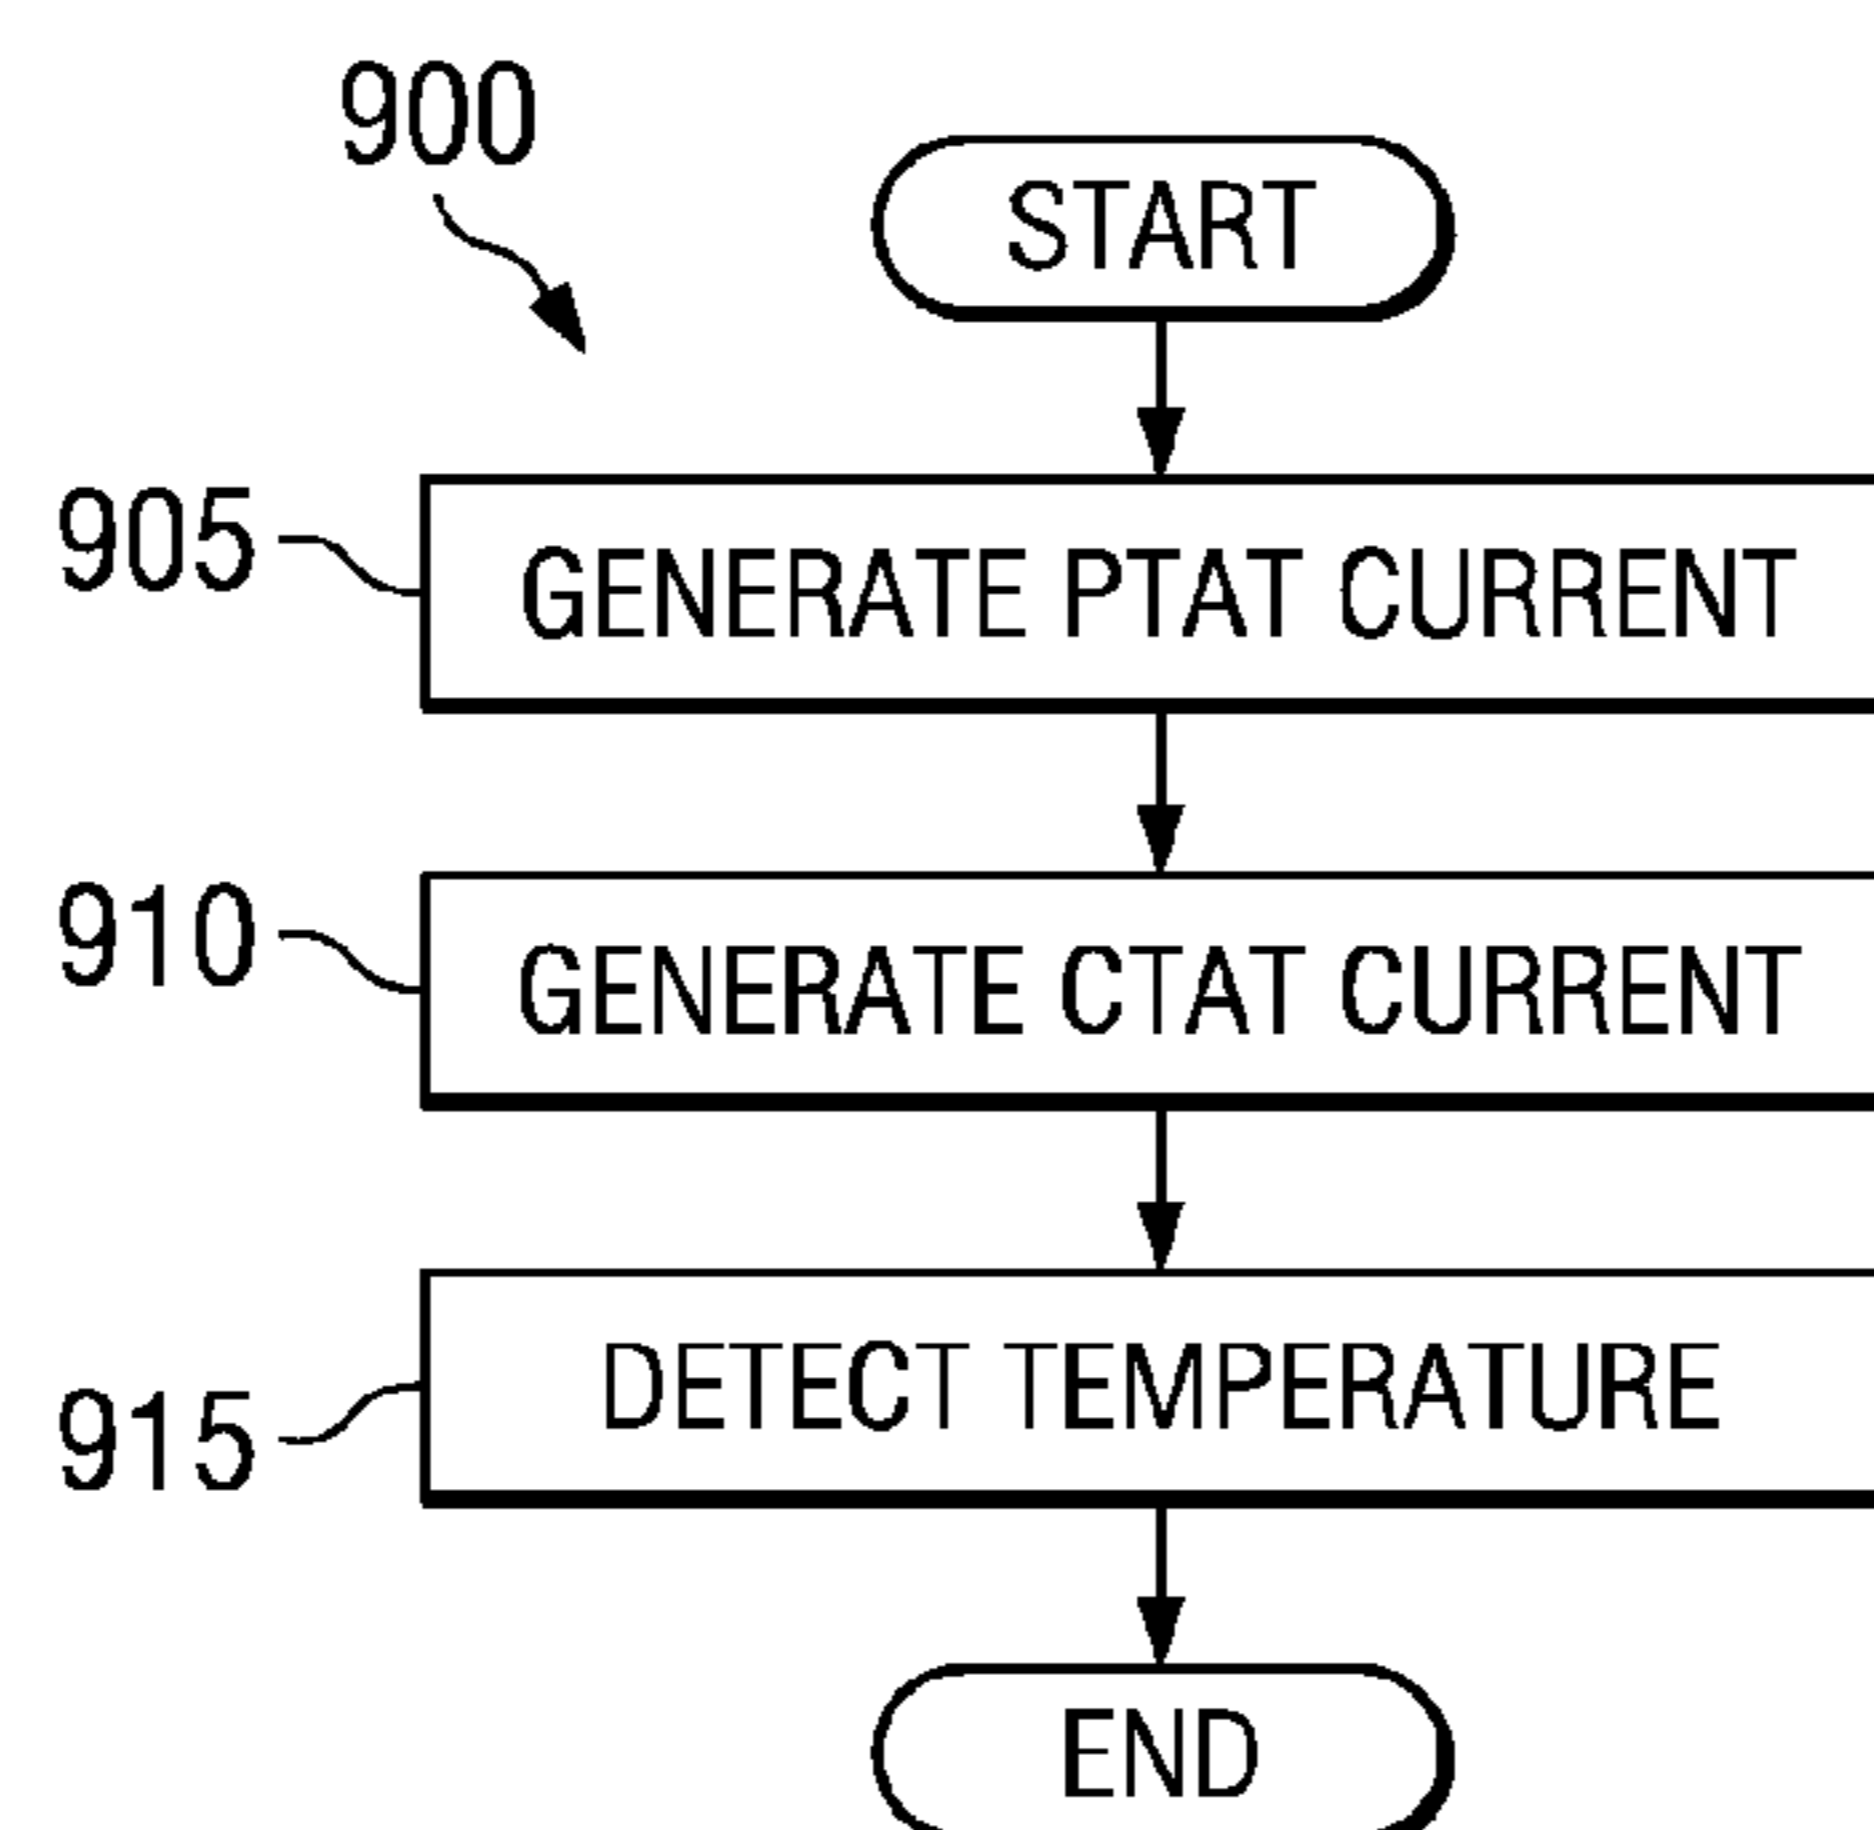 900
START
905
GENERATE PTAT CURRENT
910
GENERATE CTAT CURRENT
DETECT TEMPERATURE
915
END